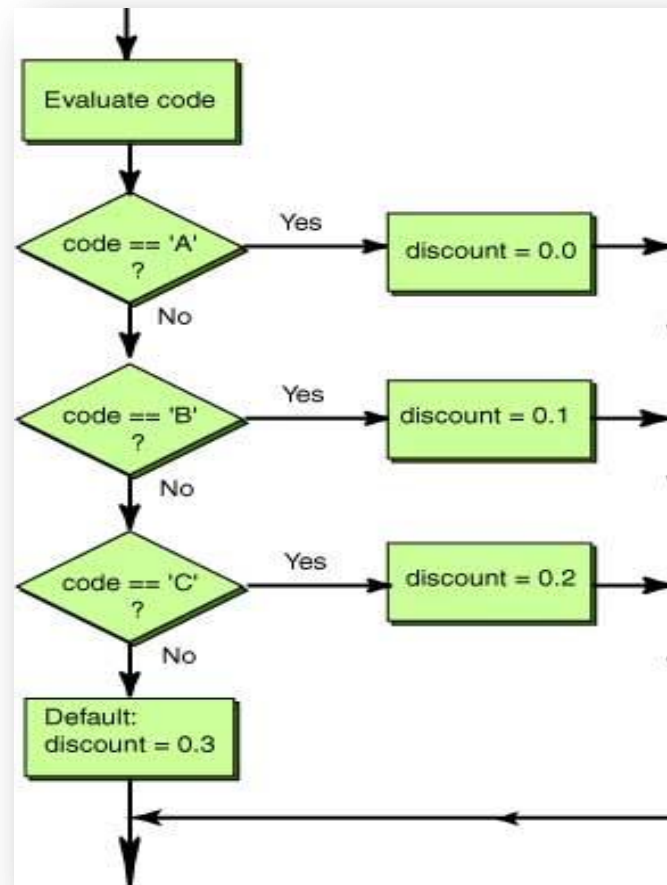 Evaluate code
code == 'A'
?
Yes
discount = 0.0
No
code == 'B'
?
Yes
discount = 0.1
No
code == 'C'
?
Yes
discount = 0.2
No
Default:
discount = 0.3